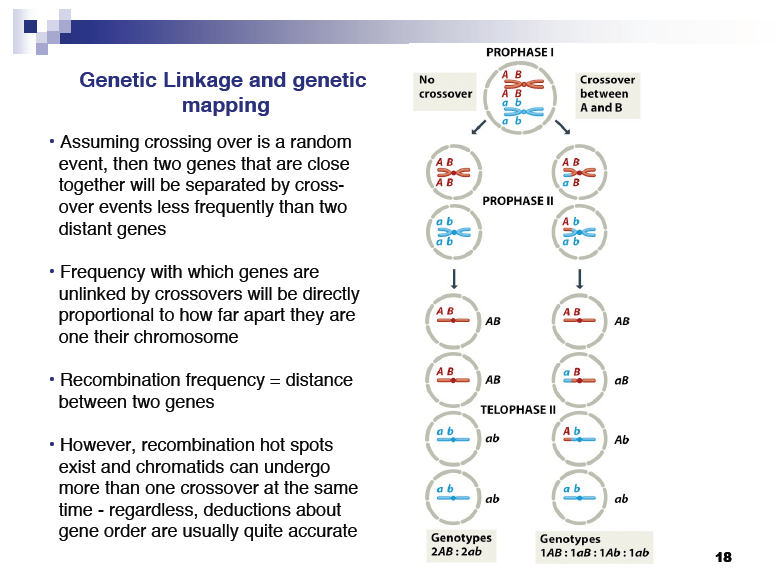 Genetic Linkage and genetic
mapping
• Assuming crossing over is a random
event, then two genes that are close
together will be separated by cross-
over events less frequently than two
distant genes
• Frequency with which genes are
unlinked by crossovers will be directly
proportional to how far apart they are
one their chromosome
• Recombination frequency = distance
between two genes
• However, recombination hot spots
exist and chromatids can undergo
more than one crossover at the same
time - regardless, deductions about
gene order are usually quite accurate
PROPHASE I
No
crossover
A B
A B
a b
a b
Crossover
between
A and B
A B
A B
A B
a B
PROPHASE II
a b
a b
A b
a b
A B
AB
A B
AB
A B
AB
a B
aB
TELOPHASE II
a b
ab
A b
Ab
a b
ab
a b
ab
Genotypes
2AB : 2ab
Genotypes
1AB : 1aB : 1Ab : 1ab
18